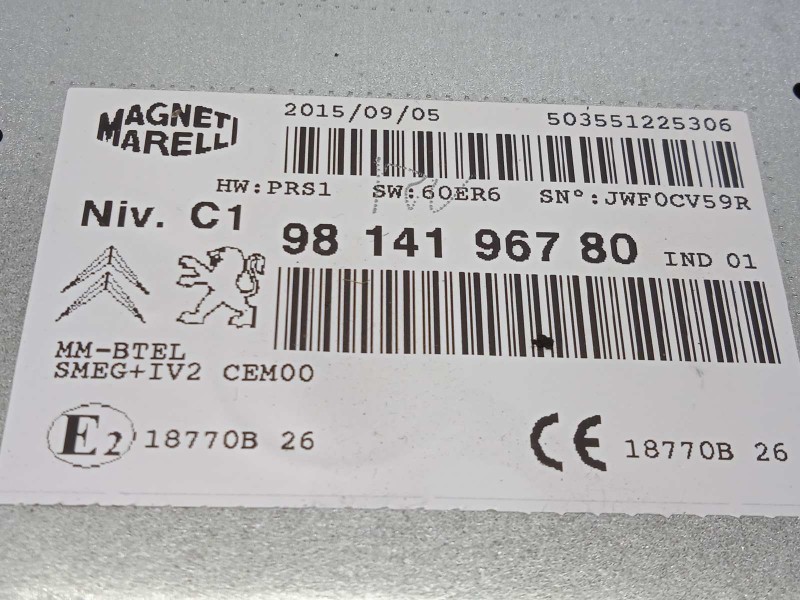 MAGNETI MARELLI
2015/09/05 503551225306
HW:PRS1 SW:60ER6 SN°:JWF0CV59R
Niv. C1 98 141 967 80 IND 01
MM-BTEL
SMEG+IV2 CEM00
E2 18770B 26 CE 18770B 26